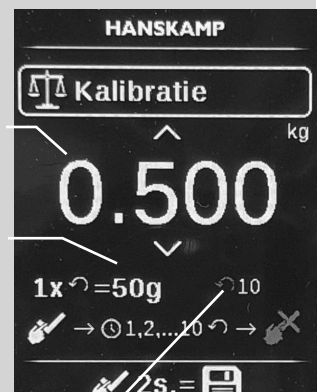 HANSKAMP
Kalibratie
kg
0.500
1x =50g 10
→ 1,2,...10 →
2s.=